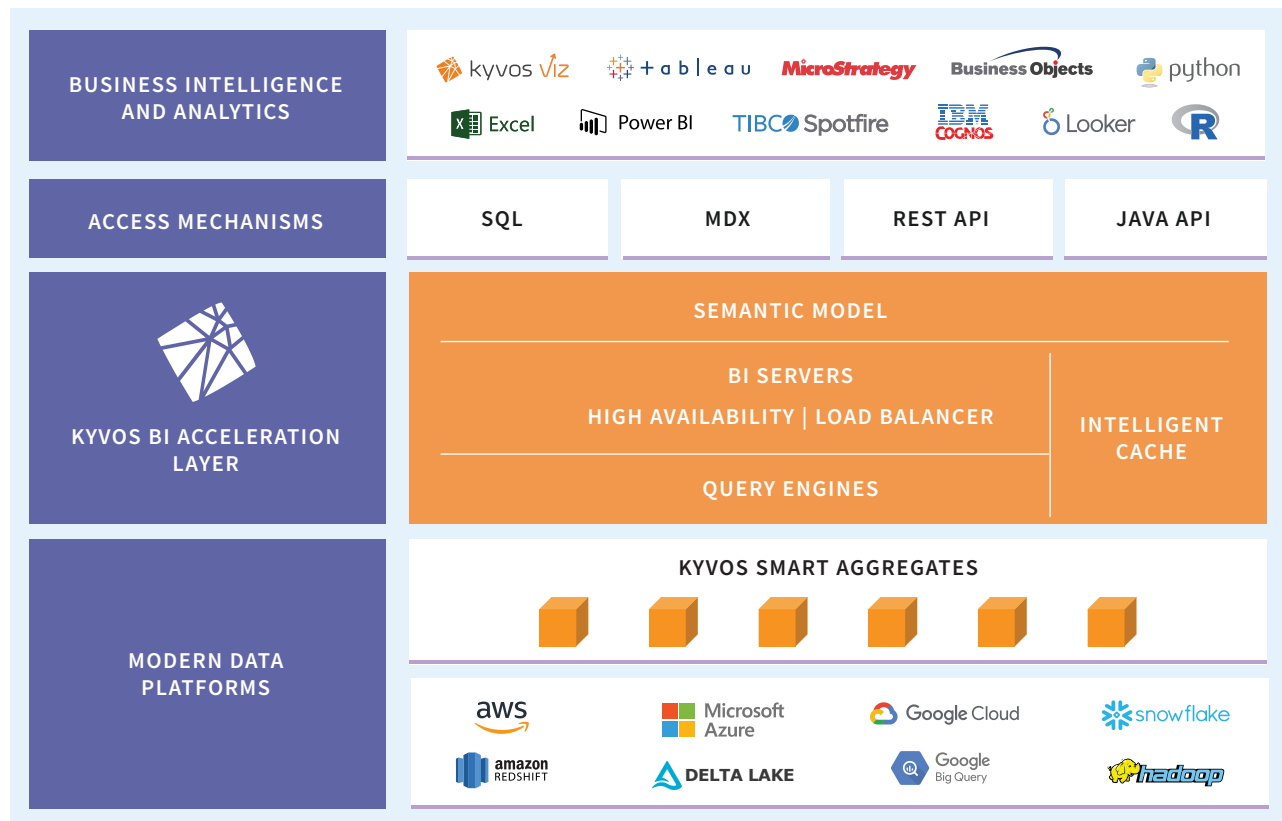 BUSINESS INTELLIGENCE
AND ANALYTICS
kyvos viz
+ableau
MicroStrategy
Business Objects
python
Excel
Power BI
TIBCO Spotfire
IBM
COGNOS
Looker
R
ACCESS MECHANISMS
SQL
MDX
REST API
JAVA API
KYVOS BI ACCELERATION
LAYER
SEMANTIC MODEL
BI SERVERS
HIGH AVAILABILITY | LOAD BALANCER
QUERY ENGINES
INTELLIGENT
CACHE
MODERN DATA
PLATFORMS
KYVOS SMART AGGREGATES
aws
Microsoft
Azure
Google Cloud
snowflake
amazon
REDSHIFT
DELTA LAKE
Google
Big Query
hadoop